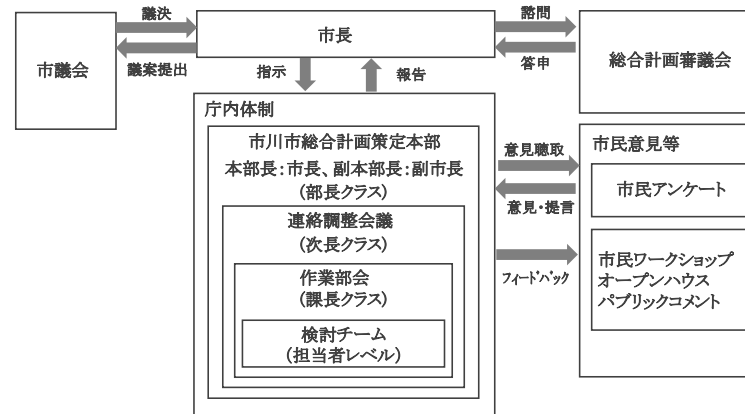 議決
市長
諮問
市議会
議案提出
答申
総合計画審議会
指示
報告
庁内体制
市川市総合計画策定本部
本部長:市長、副本部長:副市長
(部長クラス)
連絡調整会議
(次長クラス)
作業部会
(課長クラス)
検討チーム
(担当者レベル)
意見聴取
意見・提言
フィードバック
市民意見等
市民アンケート
市民ワークショップ
オープンハウス
パブリックコメント